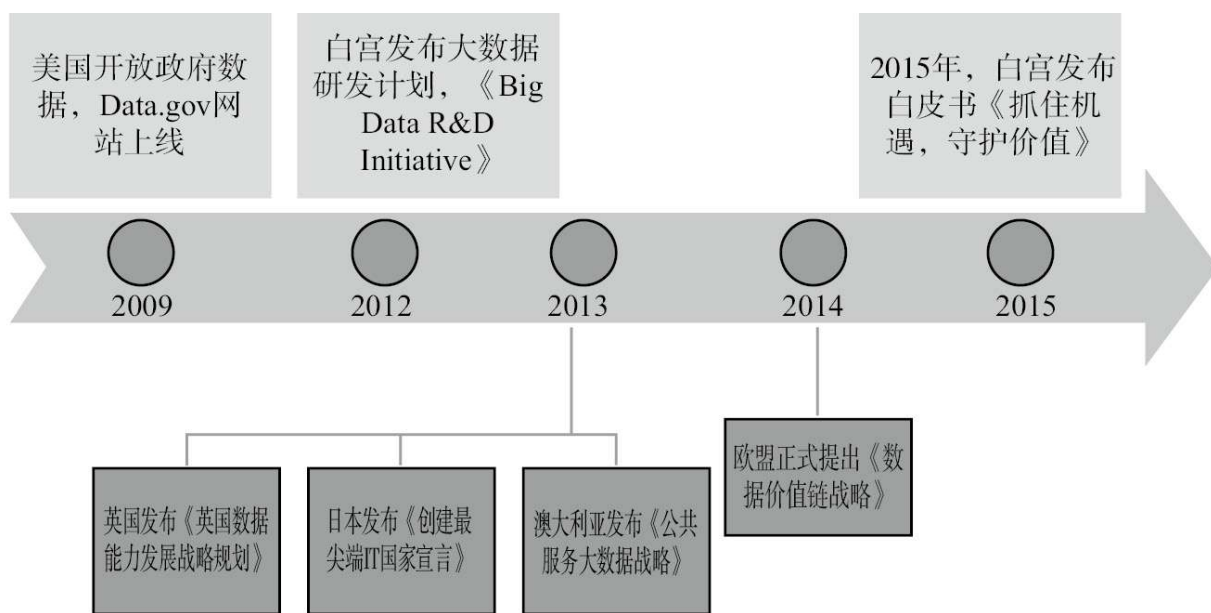 美国开放政府数
据，Data.gov网
站上线
白宫发布大数据
研发计划，《Big
Data R&D
Initiative》
2015年，白宫发布
白皮书《抓住机
遇，守护价值》
2009
2012
2013
2014
2015
英国发布《英国数据
能力发展战略规划》
日本发布《创建最
尖端IT国家宣言》
澳大利亚发布《公共
服务大数据战略》
欧盟正式提出《数
据价值链战略》